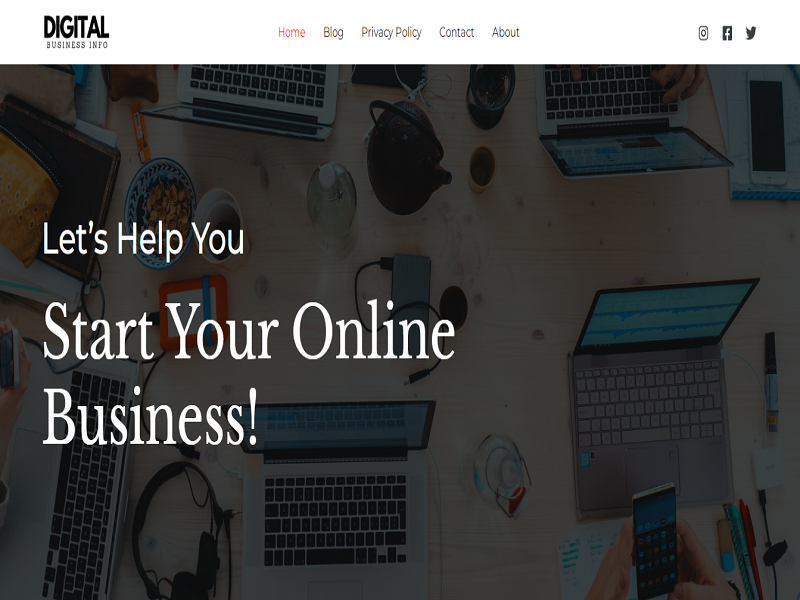 DIGITAL
BUSINESS INFO
Home Blog Privacy Policy Contact About
Let's Help You
Start Your Online
Business!